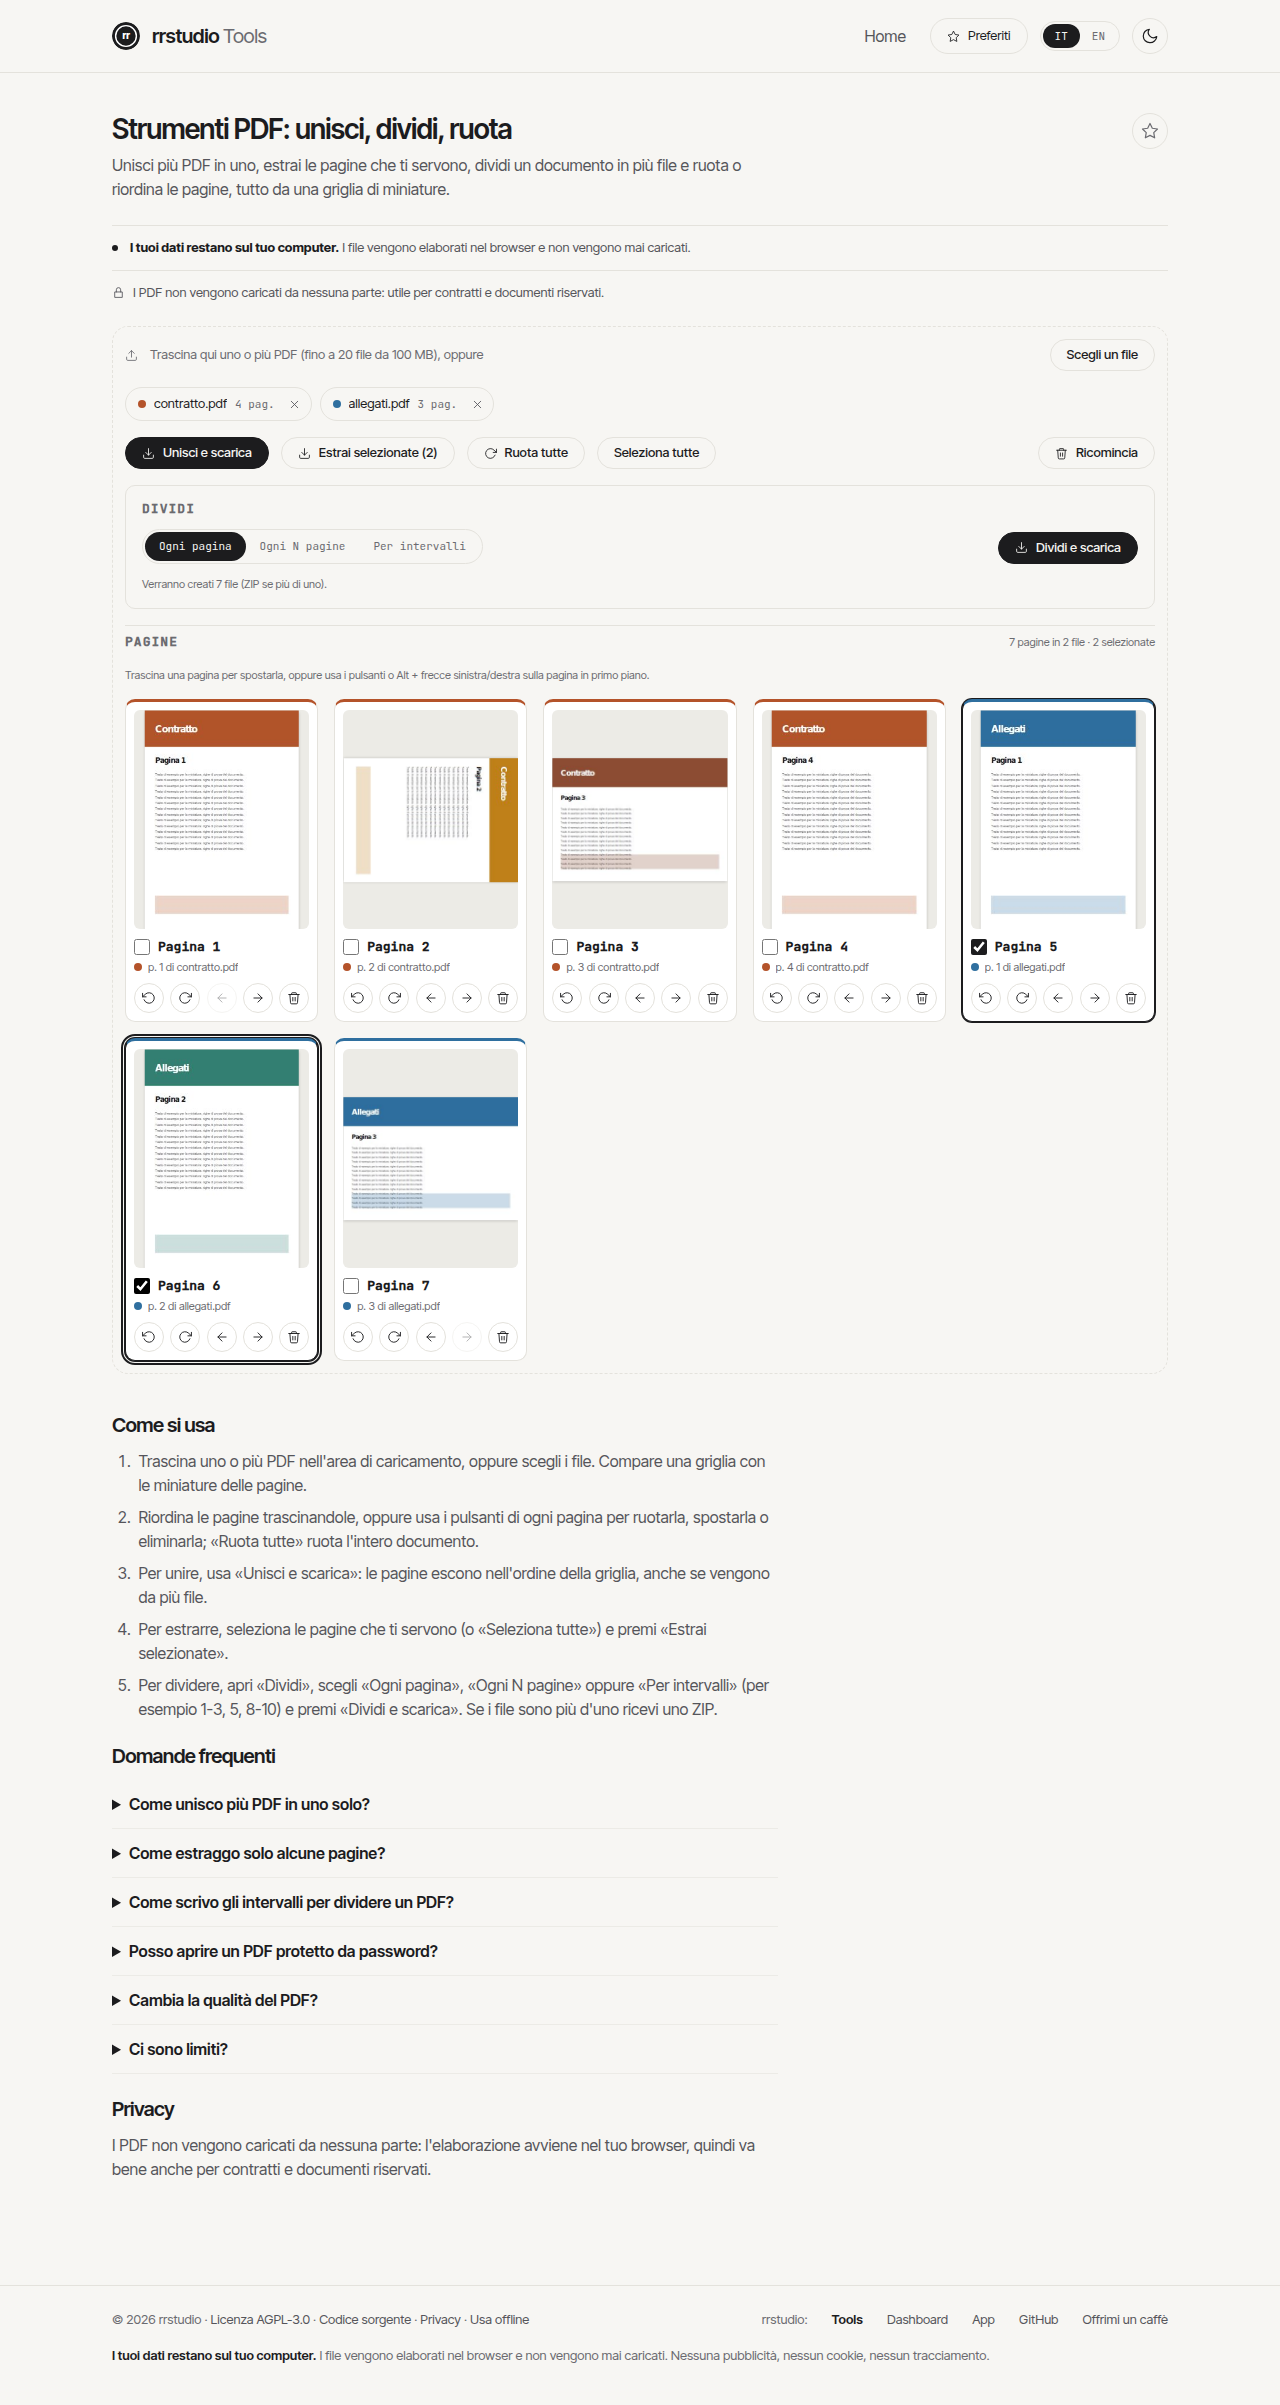 rr rrstudio Tools
Home
Preferiti
IT EN
Strumenti PDF: unisci, dividi, ruota
Unisci più PDF in uno, estrai le pagine che ti servono, dividi un documento in più file e ruota o
riordina le pagine, tutto da una griglia di miniature.
I tuoi dati restano sul tuo computer. I file vengono elaborati nel browser e non vengono mai caricati.
I PDF non vengono caricati da nessuna parte: utile per contratti e documenti riservati.
Trascina qui uno o più PDF (fino a 20 file da 100 MB), oppure
Scegli un file
contratto.pdf 4 pag.
allegati.pdf 3 pag.
Unisci e scarica
Estrai selezionate (2)
Ruota tutte
Seleziona tutte
Ricomincia
DIVIDI
Ogni pagina
Ogni N pagine
Per intervalli
Dividi e scarica
Verranno creati 7 file (ZIP se più di uno).
PAGINE
7 pagine in 2 file · 2 selezionate
Trascina una pagina per spostarla, oppure usa i pulsanti o Alt + frecce sinistra/destra sulla pagina in primo piano.
Contratto
Pagina 1
Pagina 1
p. 1 di contratto.pdf
Contratto
Pagina 2
Pagina 2
p. 2 di contratto.pdf
Contratto
Pagina 3
Pagina 3
p. 3 di contratto.pdf
Contratto
Pagina 4
Pagina 4
p. 4 di contratto.pdf
Allegati
Pagina 1
Pagina 5
p. 1 di allegati.pdf
Allegati
Pagina 2
Pagina 6
p. 2 di allegati.pdf
Allegati
Pagina 3
Pagina 7
p. 3 di allegati.pdf
Come si usa
1. Trascina uno o più PDF nell'area di caricamento, oppure scegli i file. Compare una griglia con
le miniature delle pagine.
2. Riordina le pagine trascinandole, oppure usa i pulsanti di ogni pagina per ruotarla, spostarla o
eliminarla; «Ruota tutte» ruota l'intero documento.
3. Per unire, usa «Unisci e scarica»: le pagine escono nell'ordine della griglia, anche se vengono
da più file.
4. Per estrarre, seleziona le pagine che ti servono (o «Seleziona tutte») e premi «Estrai
selezionate».
5. Per dividere, apri «Dividi», scegli «Ogni pagina», «Ogni N pagine» oppure «Per intervalli» (per
esempio 1-3, 5, 8-10) e premi «Dividi e scarica». Se i file sono più d'uno ricevi uno ZIP.
Domande frequenti
Come unisco più PDF in uno solo?
Come estraggo solo alcune pagine?
Come scrivo gli intervalli per dividere un PDF?
Posso aprire un PDF protetto da password?
Cambia la qualità del PDF?
Ci sono limiti?
Privacy
I PDF non vengono caricati da nessuna parte: l'elaborazione avviene nel tuo browser, quindi va
bene anche per contratti e documenti riservati.
© 2026 rrstudio · Licenza AGPL-3.0 · Codice sorgente · Privacy · Usa offline
rrstudio: Tools Dashboard App GitHub Offrimi un caffè
I tuoi dati restano sul tuo computer. I file vengono elaborati nel browser e non vengono mai caricati. Nessuna pubblicità, nessun cookie, nessun tracciamento.